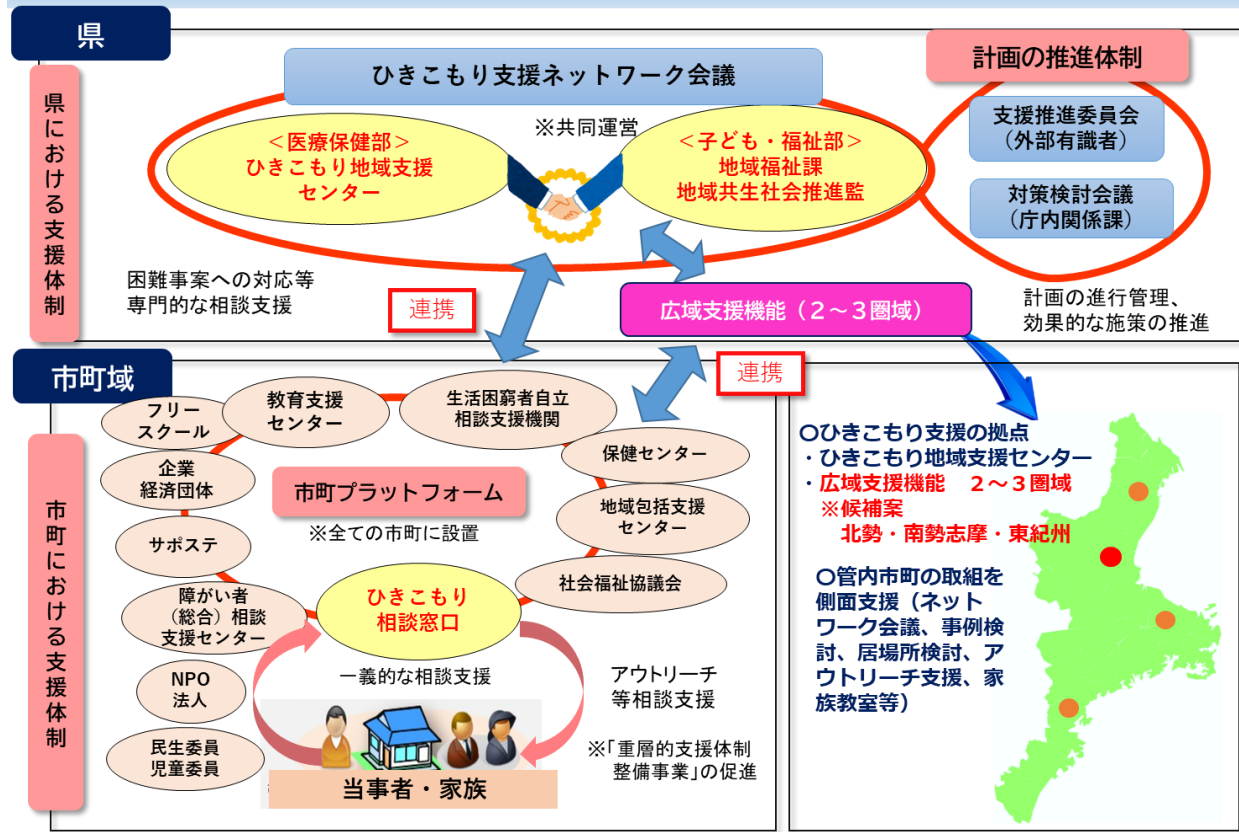 県
県における支援体制
ひきこもり支援ネットワーク会議
計画の推進体制
<医療保健部>
ひきこもり地域支援
センター
※共同運営
<子ども・福祉部>
地域福祉課
地域共生社会推進監
支援推進委員会
(外部有識者)
対策検討会議
(庁内関係課)
困難事案への対応等
専門的な相談支援
連携
広域支援機能（２～３圏域）
計画の進行管理、
効果的な施策の推進
市町域
市町における支援体制
連携
フリー
スクール
教育支援
センター
生活困窮者自立
相談支援機関
保健センター
地域包括支援
センター
社会福祉協議会
企業
経済団体
サポステ
障がい者
(総合)相談
支援センター
NPO
法人
民生委員
児童委員
市町プラットフォーム
※全ての市町に設置
ひきこもり
相談窓口
一義的な相談支援
アウトリーチ
等相談支援
※「重層的支援体制
整備事業」の促進
当事者・家族
〇ひきこもり支援の拠点
・ひきこもり地域支援センター
・広域支援機能　２～３圏域
※候補案
北勢・南勢志摩・東紀州
〇管内市町の取組を
側面支援（ネット
ワーク会議、事例検
討、居場所検討、ア
ウトリーチ支援、家
族教室等）